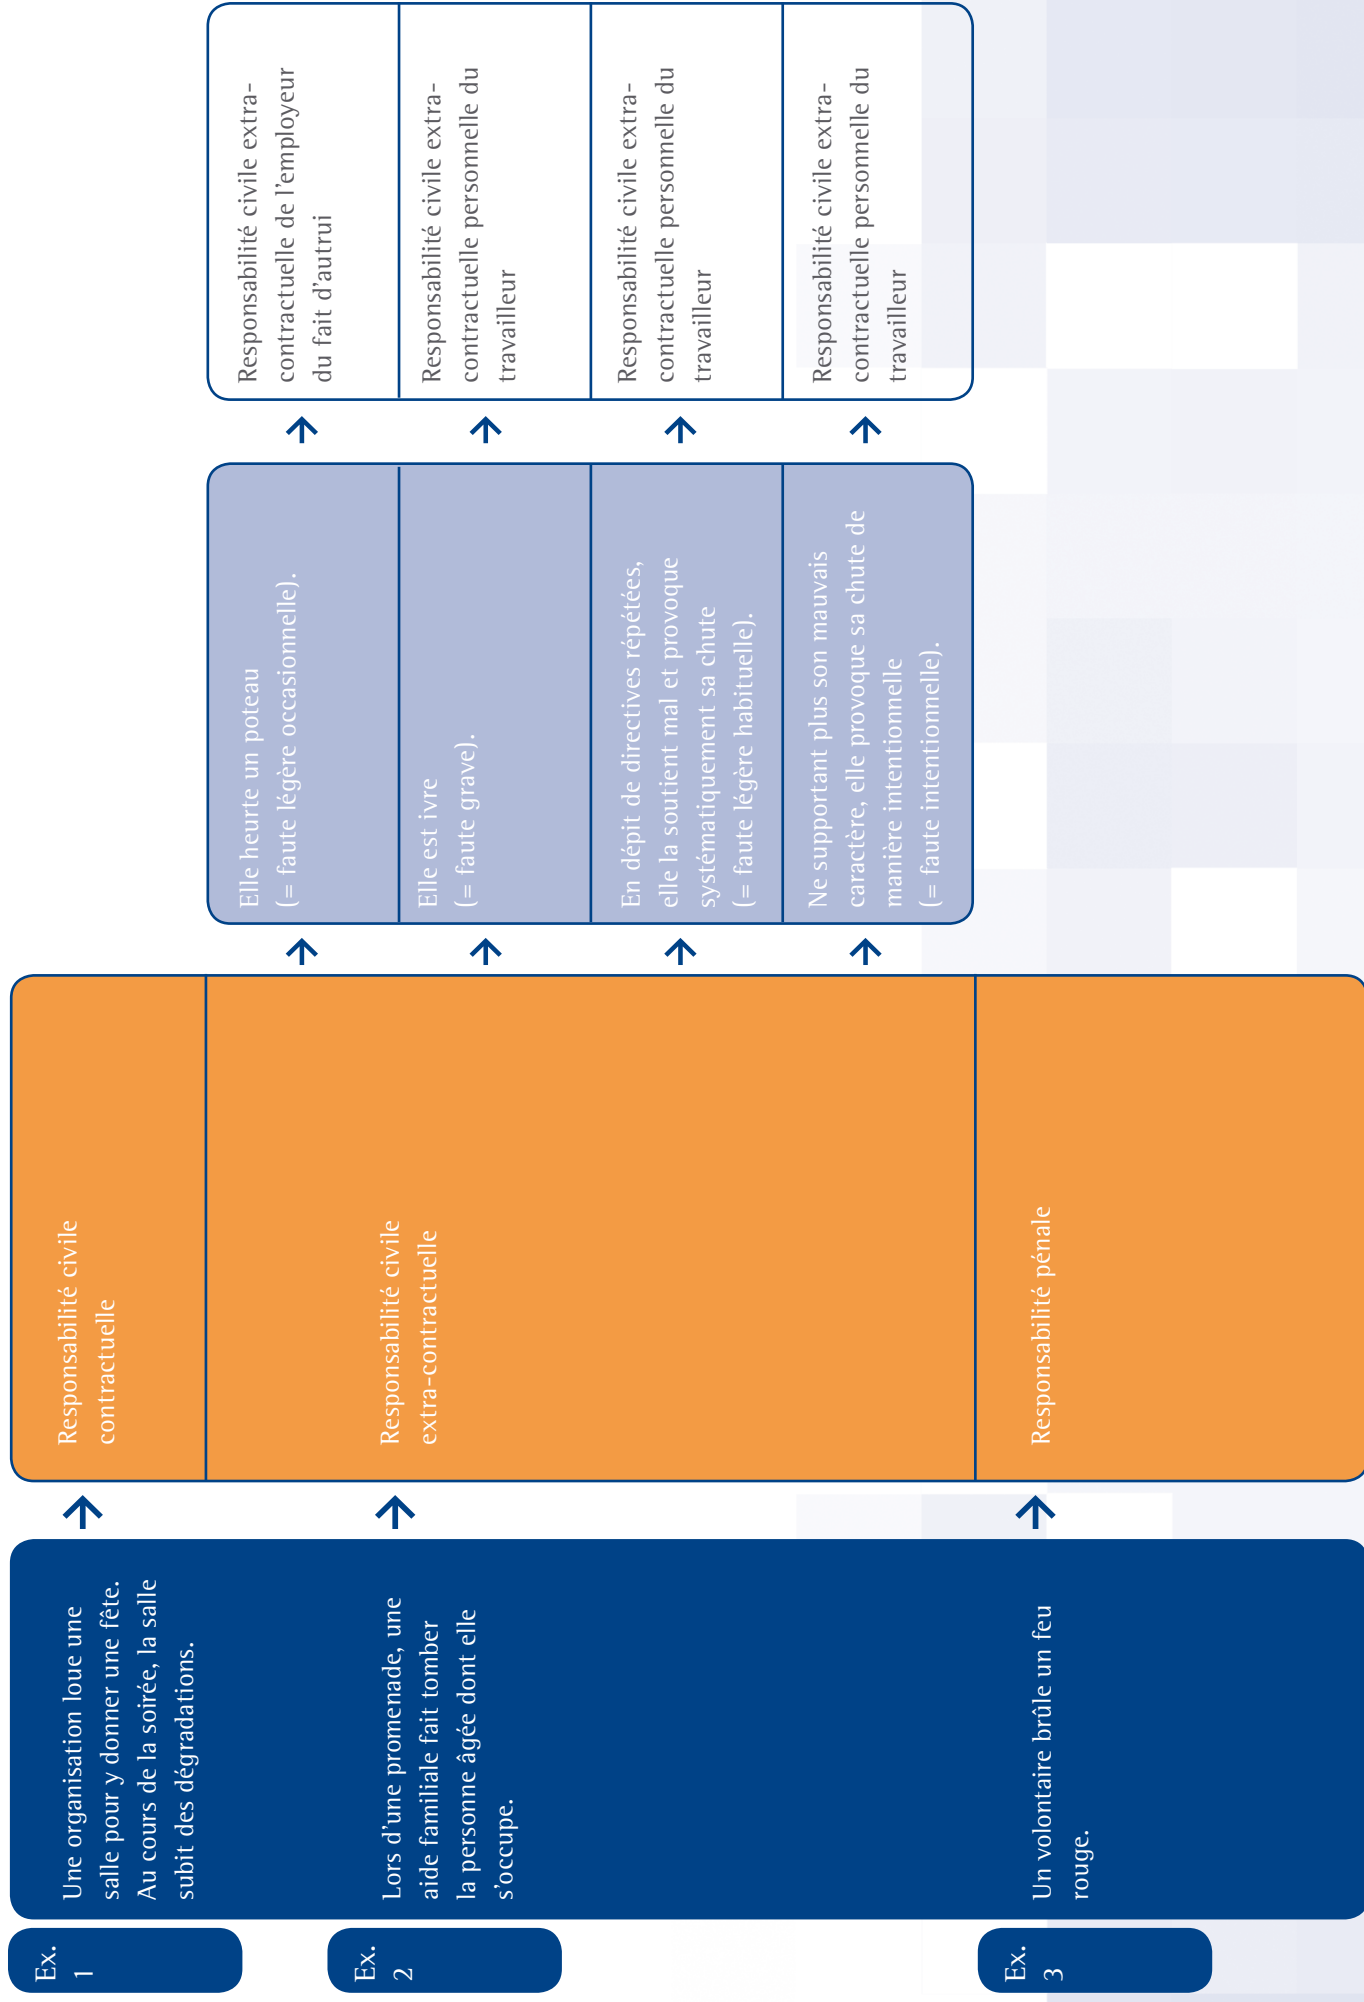 Ex.
1
Une organisation loue une
salle pour y donner une fête.
Au cours de la soirée, la salle
subit des dégradations.
Responsabilité civile
contractuelle
Ex.
2
Lors d'une promenade, une
aide familiale fait tomber
la personne âgée dont elle
s'occupe.
Responsabilité civile
extra-contractuelle
Elle heurte un poteau
(= faute légère occasionnelle).
Responsabilité civile extra-
contractuelle de l'employeur
du fait d'autrui
Elle est ivre
(= faute grave).
Responsabilité civile extra-
contractuelle personnelle du
travailleur
En dépit de directives répétées,
elle la soutient mal et provoque
systématiquement sa chute
(= faute légère habituelle).
Responsabilité civile extra-
contractuelle personnelle du
travailleur
Ne supportant plus son mauvais
caractère, elle provoque sa chute de
manière intentionnelle
(= faute intentionnelle).
Responsabilité civile extra-
contractuelle personnelle du
travailleur
Ex.
3
Un volontaire brûle un feu
rouge.
Responsabilité pénale